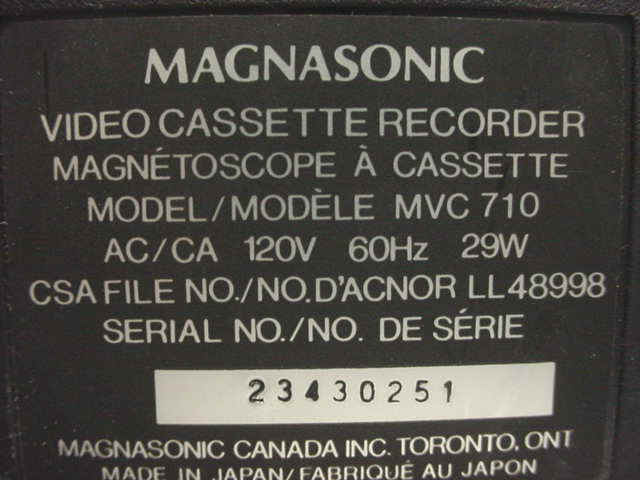 MAGNASONIC
VIDEO CASSETTE RECORDER
MAGNÉTOSCOPE À CASSETTE
MODEL/MODÈLE MVC 710
AC/CA 120V 60Hz 29W
CSA FILE NO./NO.D'ACNOR LL48998
SERIAL NO./NO. DE SÉRIE
23430251
MAGNASONIC CANADA INC. TORONTO, ONT
MADE IN JAPAN/FABRIQUÉ AU JAPON